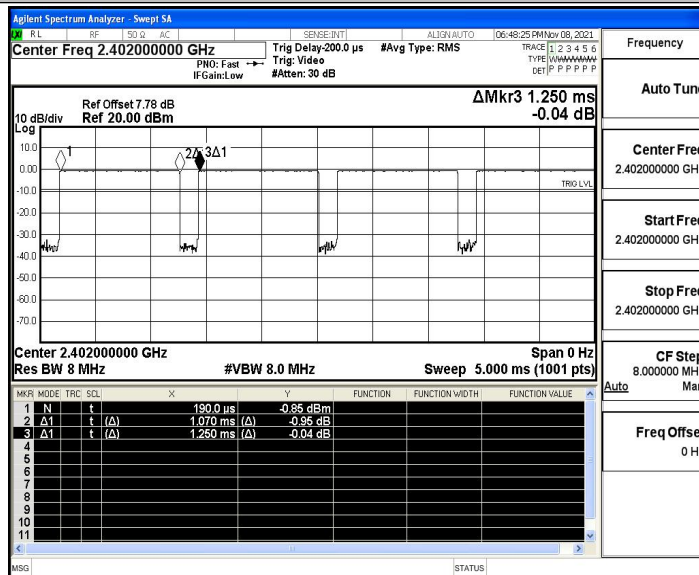 Agilent Spectrum Analyzer - Swept SA
RL RF 50 Ω AC SENSE:INT ALIGN AUTO 06:48:25 PM Nov 08, 2021
Center Freq 2.402000000 GHz
PNO: Fast
IFGain:Low
Trig Delay-200.0 µs
Trig: Video
#Atten: 30 dB
#Avg Type: RMS
TRACE 1 2 3 4 5 6
TYPE WWWWWW
DET P P P P P P
Frequency
Auto Tune
Center Freq
2.402000000 GH
Start Freq
2.402000000 GH
Stop Freq
2.402000000 GH
CF Step
8.000000 MH
Auto Mar
Freq Offse
0 H
ΔMkr3 1.250 ms
-0.04 dB
Ref Offset 7.78 dB
10 dB/div Ref 20.00 dBm
Log
10.0
0.00
-10.0
-20.0
-30.0
-40.0
-50.0
-60.0
-70.0
1
2Δ 3Δ1
TRIG LVL
Center 2.402000000 GHz Span 0 Hz
Res BW 8 MHz #VBW 8.0 MHz Sweep 5.000 ms (1001 pts)
MKR MODE TRC SCL X Y FUNCTION FUNCTION WIDTH FUNCTION VALUE
1 N t 190.0 µs -0.85 dBm
2 Δ1 t (Δ) 1.070 ms (Δ) -0.95 dB
3 Δ1 t (Δ) 1.250 ms (Δ) -0.04 dB
4
5
6
7
8
9
10
11
MSG STATUS